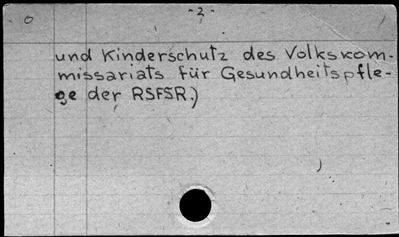 -2-
O
und Kinderschutz des Volkskom-
missariats für Gesundheitspfle-
ge der RSFSR.)